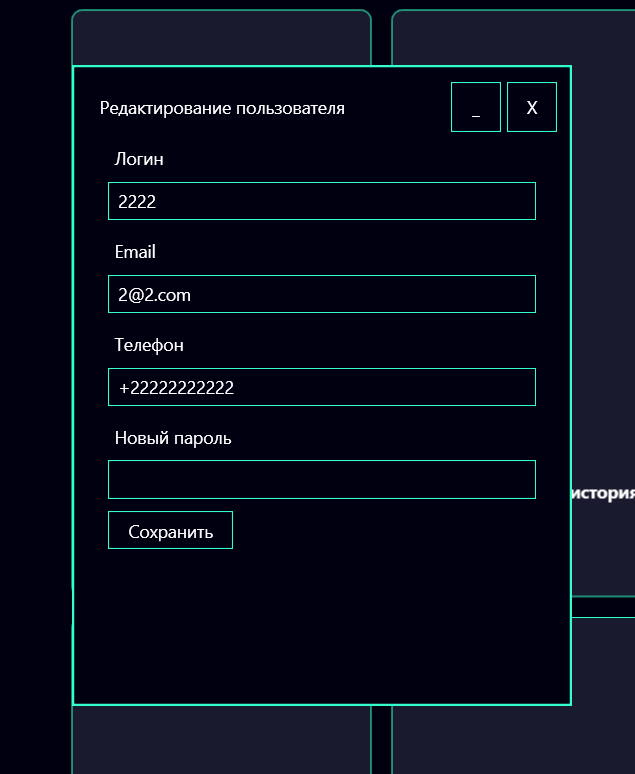 Редактирование пользователя _ X
Логин
2222
Email
2@2.com
Телефон
+22222222222
Новый пароль
история
Сохранить